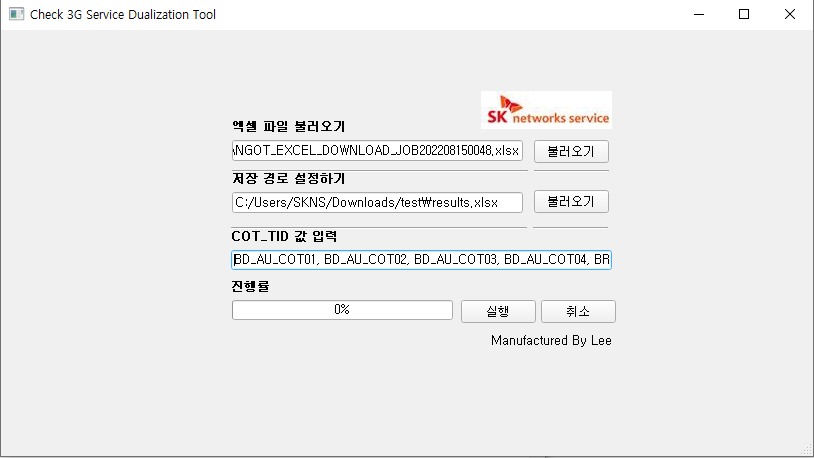 Check 3G Service Dualization Tool
SK networks service
엑셀 파일 불러오기
NGOT_EXCEL_DOWNLOAD_JOB202208150048.xlsx 불러오기
저장 경로 설정하기
C:/Users/SKNS/Downloads/test₩results.xlsx 불러오기
COT_TID 값 입력
BD_AU_COT01, BD_AU_COT02, BD_AU_COT03, BD_AU_COT04, BR
진행률
0% 실행 취소
Manufactured By Lee